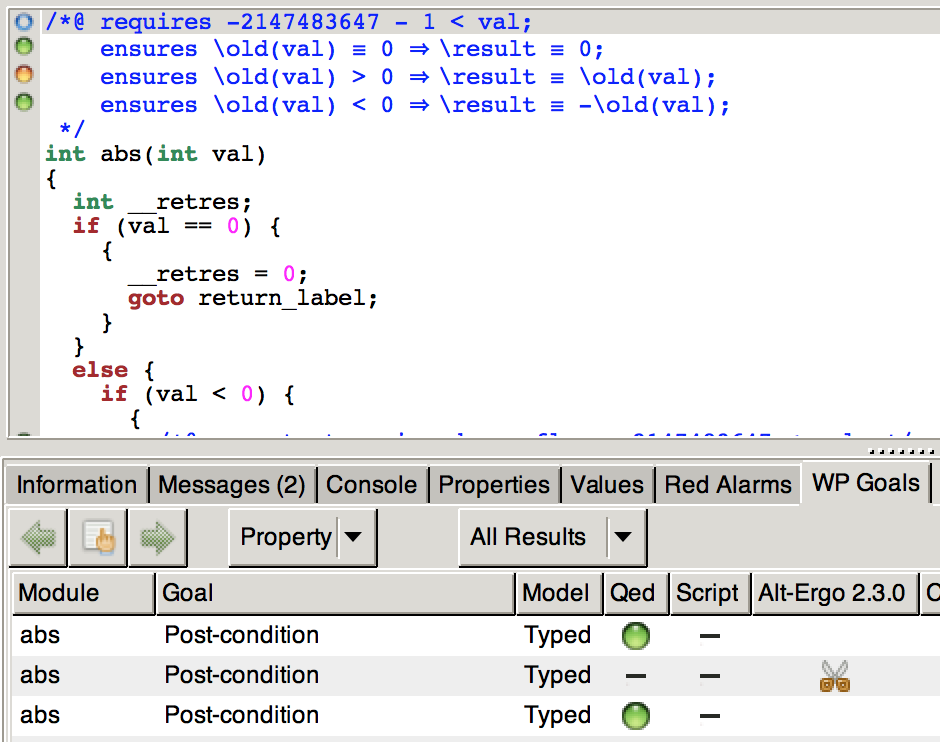 /*@ requires -2147483647 - 1 < val;
ensures \old(val) ≡ 0 ⇒ \result ≡ 0;
ensures \old(val) > 0 ⇒ \result ≡ \old(val);
ensures \old(val) < 0 ⇒ \result ≡ -\old(val);
*/
int abs(int val)
{
int __retres;
if (val == 0) {
{
__retres = 0;
goto return_label;
}
}
else {
if (val < 0) {
{
Information Messages (2) Console Properties Values Red Alarms WP Goals
Property All Results
Module Goal Model Qed Script Alt-Ergo 2.3.0
abs Post-condition Typed —
abs Post-condition Typed — —
abs Post-condition Typed —